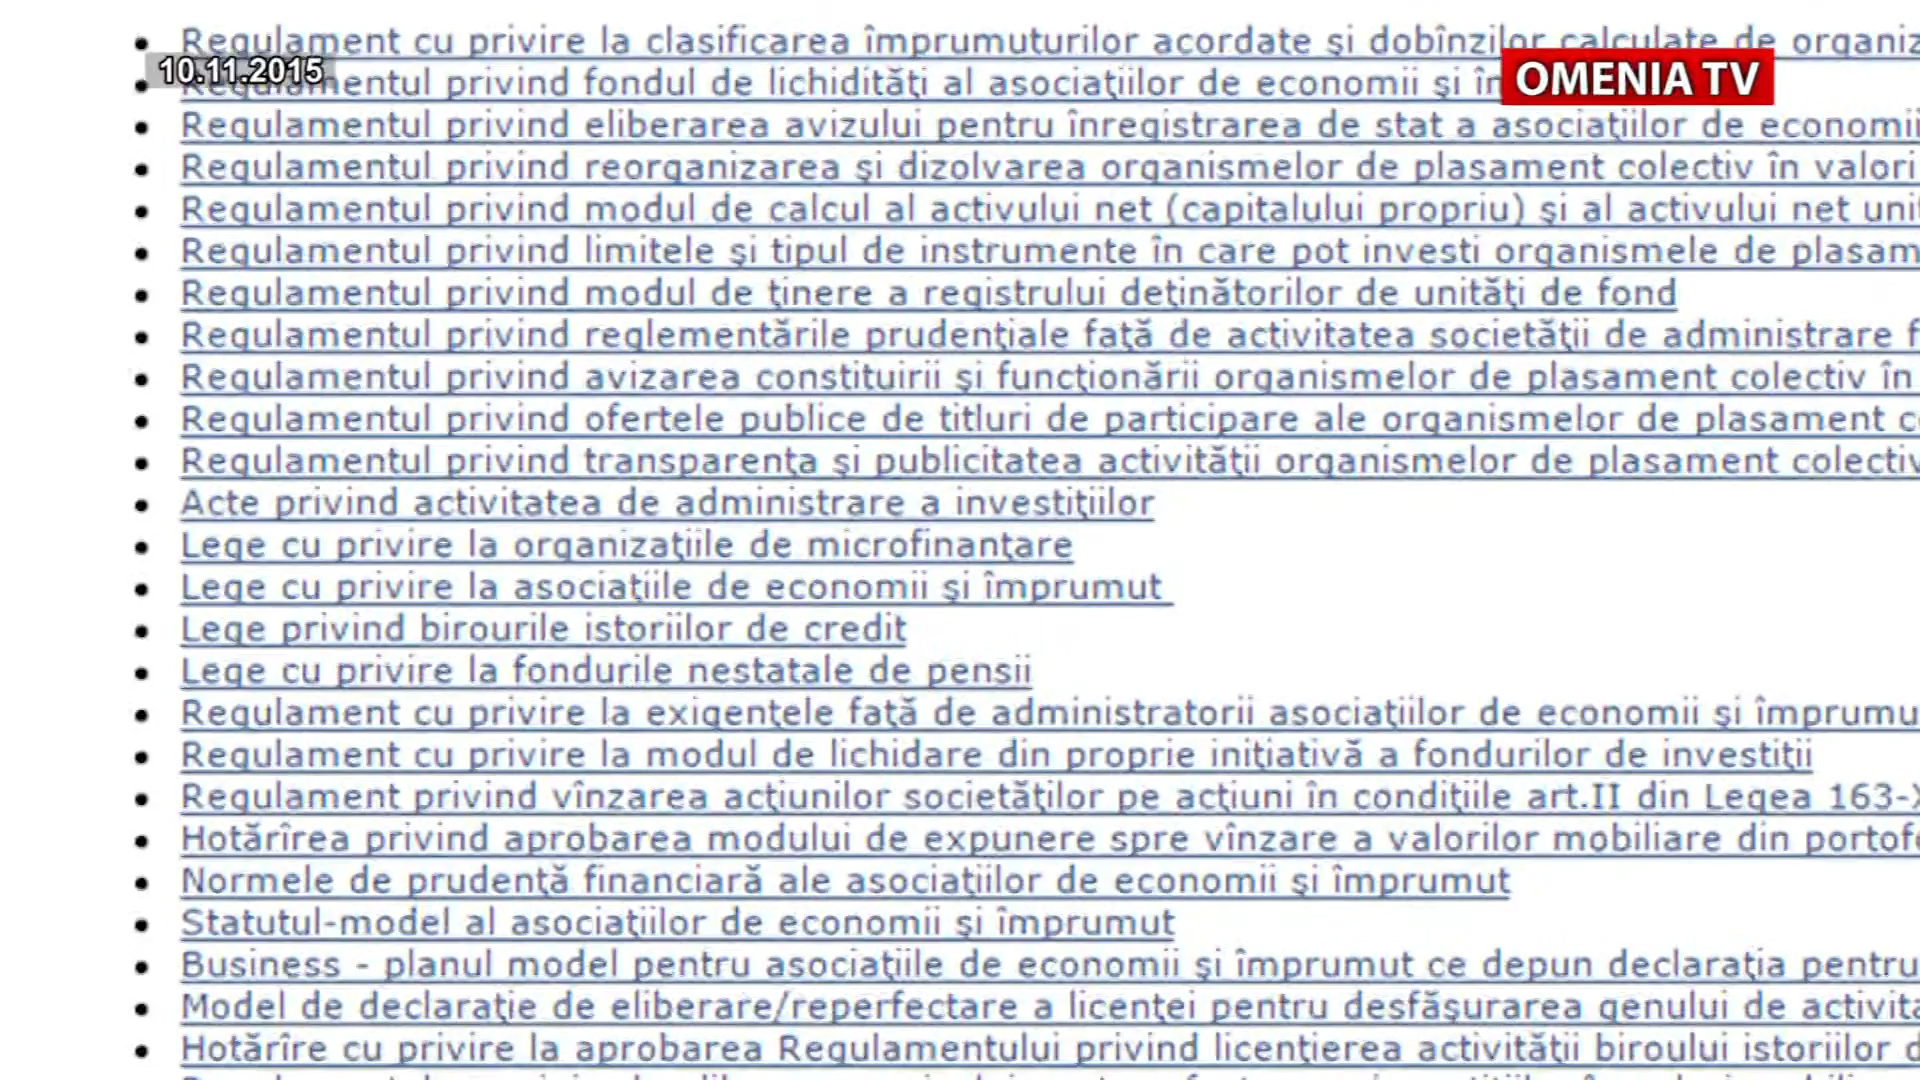 Regulament cu privire la clasificarea împrumuturilor acordate şi dobînzilor calculate de
10.11.2015
OMENIA TV
privind fondul de lichidităţi al asociaţiilor de economii şi
Regulamentul privind eliberarea avizului pentru înregistrarea de stat a asociaţiilor de economii
Regulamentul privind reorganizarea şi dizolvarea organismelor de plasament colectiv în valori
Regulamentul privind modul de calcul al activului net (capitalului propriu) şi al activului net
Regulamentul privind limitele şi tipul de instrumente în care pot investi organismele de
Regulamentul privind modul de ţinere a registrului deţinătorilor de unităţi de fond
Regulamentul privind reglementările prudenţiale faţă de activitatea societăţii de administrare
Regulamentul privind avizarea constituirii şi funcţionării organismelor de plasament colectiv în
Regulamentul privind ofertele publice de titluri de participare ale organismelor de plasament
Regulamentul privind transparenţa şi publicitatea activităţii organismelor de plasament colectiv
Acte privind activitatea de administrare a investiţiilor
Lege cu privire la organizaţiile de microfinanţare
Lege cu privire la asociaţiile de economii şi împrumut
Lege privind birourile istoriilor de credit
Lege cu privire la fondurile nestatale de pensii
Regulament cu privire la exigenţele faţă de administratorii asociaţiilor de economii şi
Regulament cu privire la modul de lichidare din proprie iniţiativă a fondurilor de investiţii
Regulament privind vînzarea acţiunilor societăţilor pe acţiuni în condiţiile art.II din Legea
Hotărîrea privind aprobarea modului de expunere spre vînzare a valorilor mobiliare din
Normele de prudenţă financiară ale asociaţiilor de economii şi împrumut
Statutul-model al asociaţiilor de economii şi împrumut
Business - planul model pentru asociaţiile de economii şi împrumut ce depun declaraţia pentru
Model de declaraţie de eliberare/reperfectare a licenţei pentru desfăşurarea genului de
Hotărîre cu privire la aprobarea Regulamentului privind licenţierea activităţii biroului istoriilor